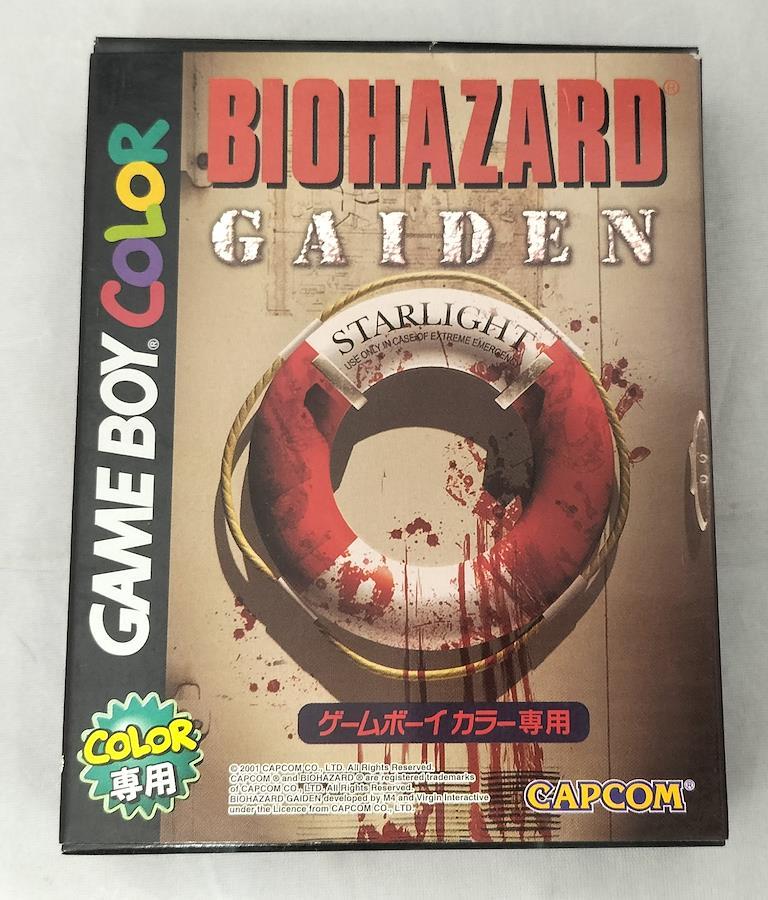 BIOHAZARD®
GAIDEN
STARLIGHT
USE ONLY IN CASE OF EXTREME EMERGENCY
GAME BOY® COLOR
COLOR
専用
ゲームボーイ カラー専用
© 2001 CAPCOM CO., LTD. All Rights Reserved.
CAPCOM ® and BIOHAZARD ® are registered trademarks
of CAPCOM CO., LTD. All Rights Reserved.
BIOHAZARD GAIDEN developed by M4 and Virgin Interactive
under the Licence from CAPCOM CO., LTD.
CAPCOM®